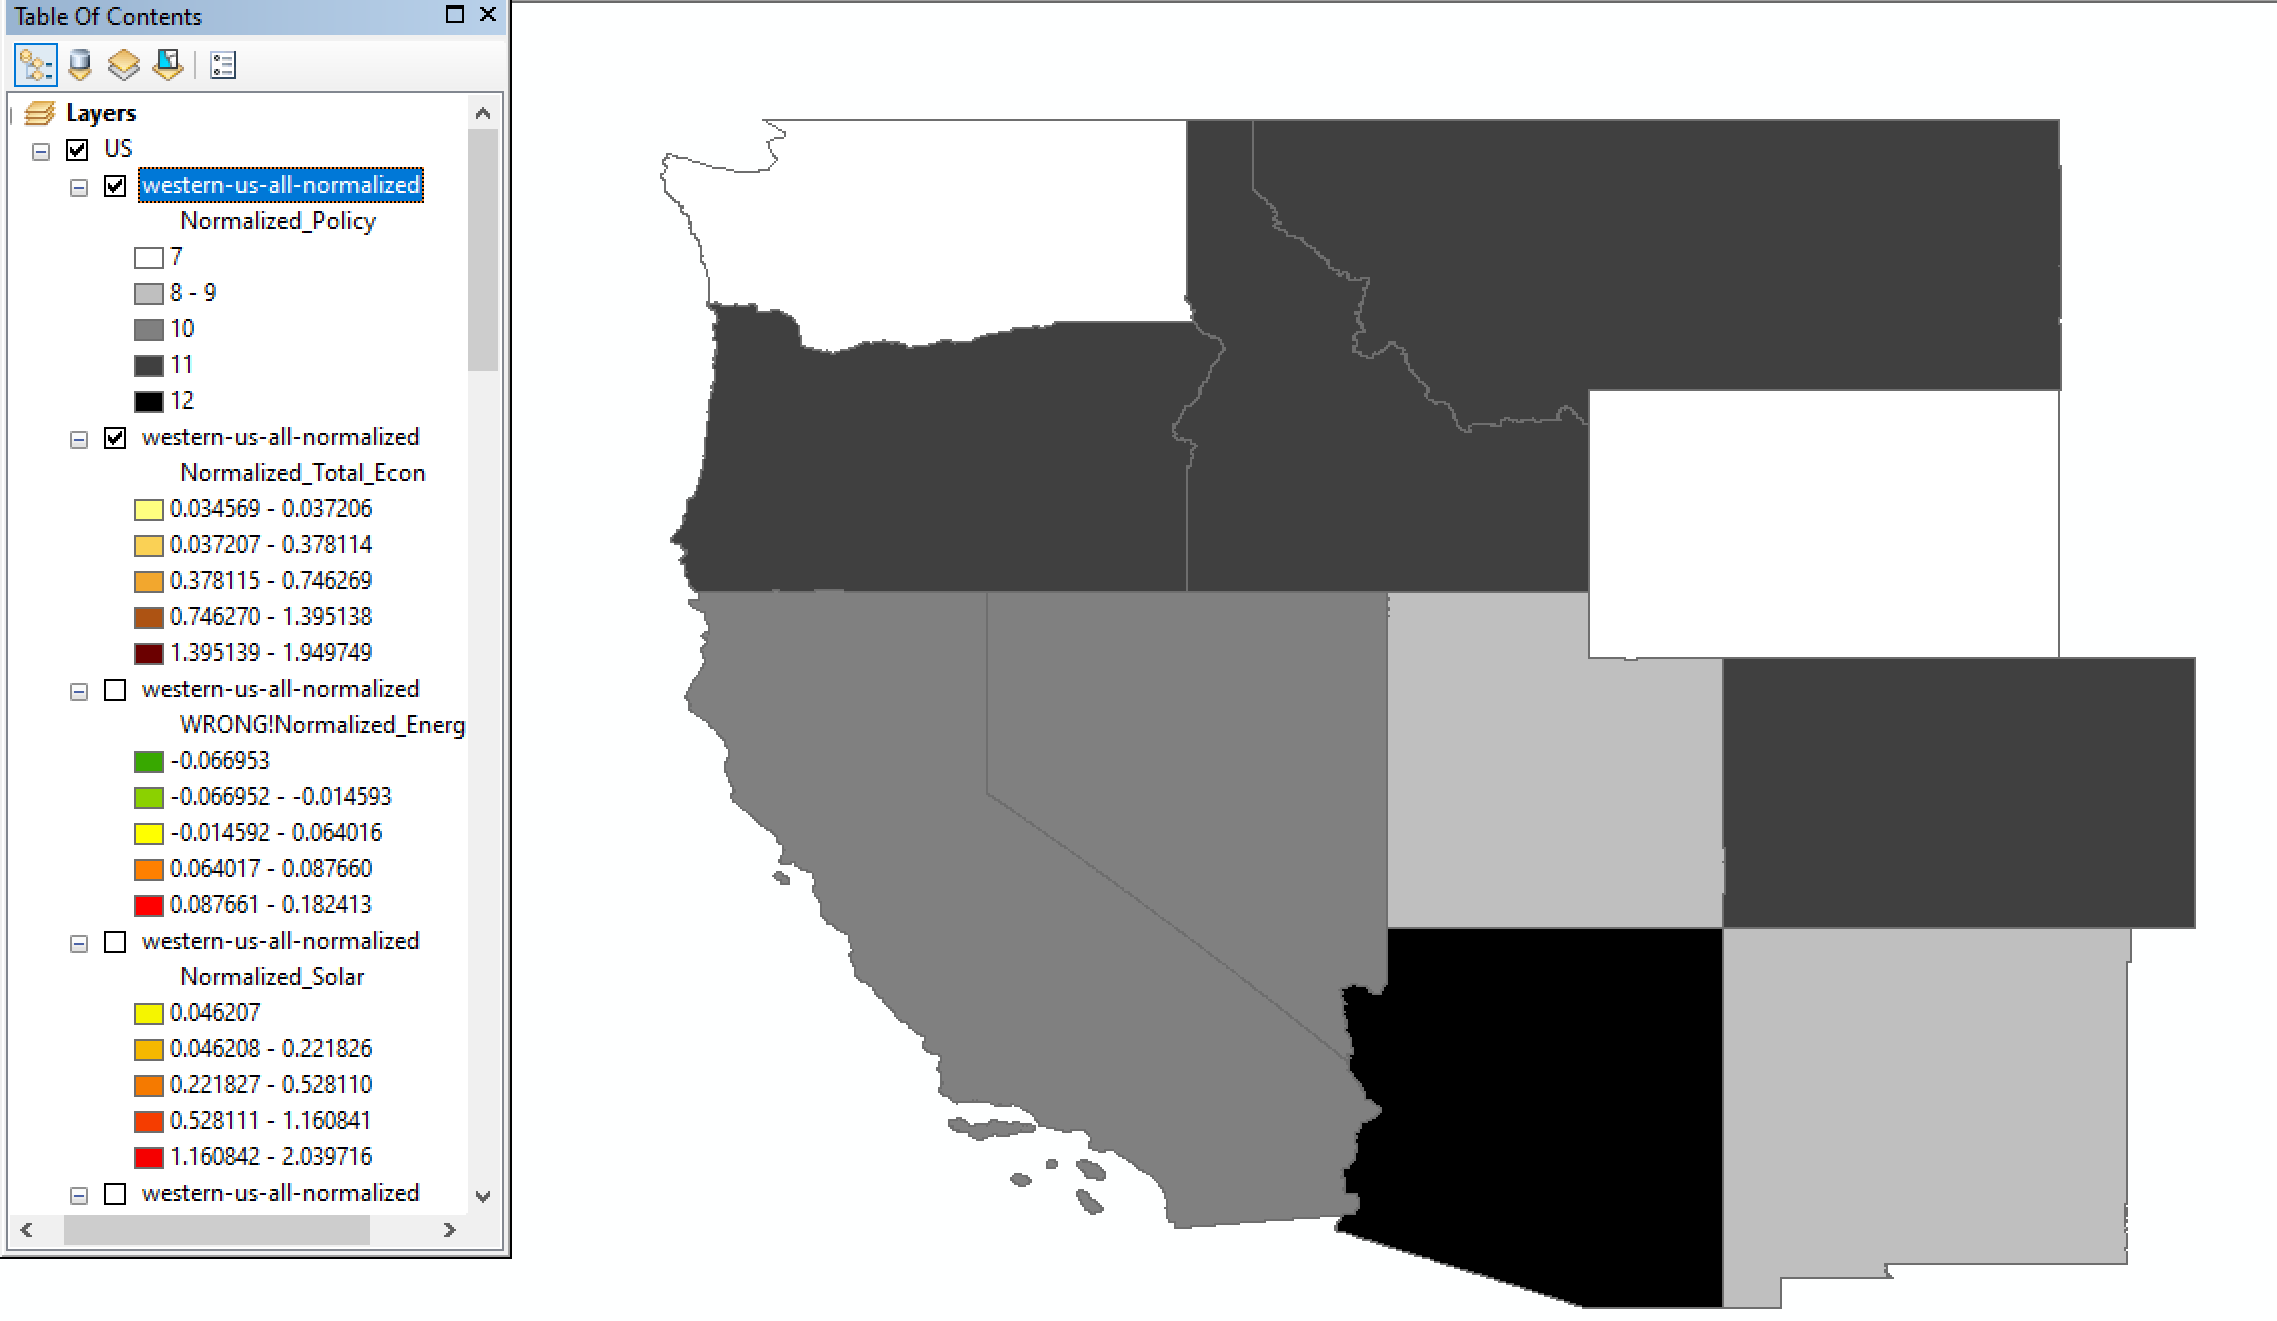 Table Of Contents
Layers
US
western-us-all-normalized
Normalized_Policy
7
8 - 9
10
11
12
western-us-all-normalized
Normalized_Total_Econ
0.034569 - 0.037206
0.037207 - 0.378114
0.378115 - 0.746269
0.746270 - 1.395138
1.395139 - 1.949749
western-us-all-normalized
WRONG!Normalized_Energ
-0.066953
-0.066952 - -0.014593
-0.014592 - 0.064016
0.064017 - 0.087660
0.087661 - 0.182413
western-us-all-normalized
Normalized_Solar
0.046207
0.046208 - 0.221826
0.221827 - 0.528110
0.528111 - 1.160841
1.160842 - 2.039716
western-us-all-normalized